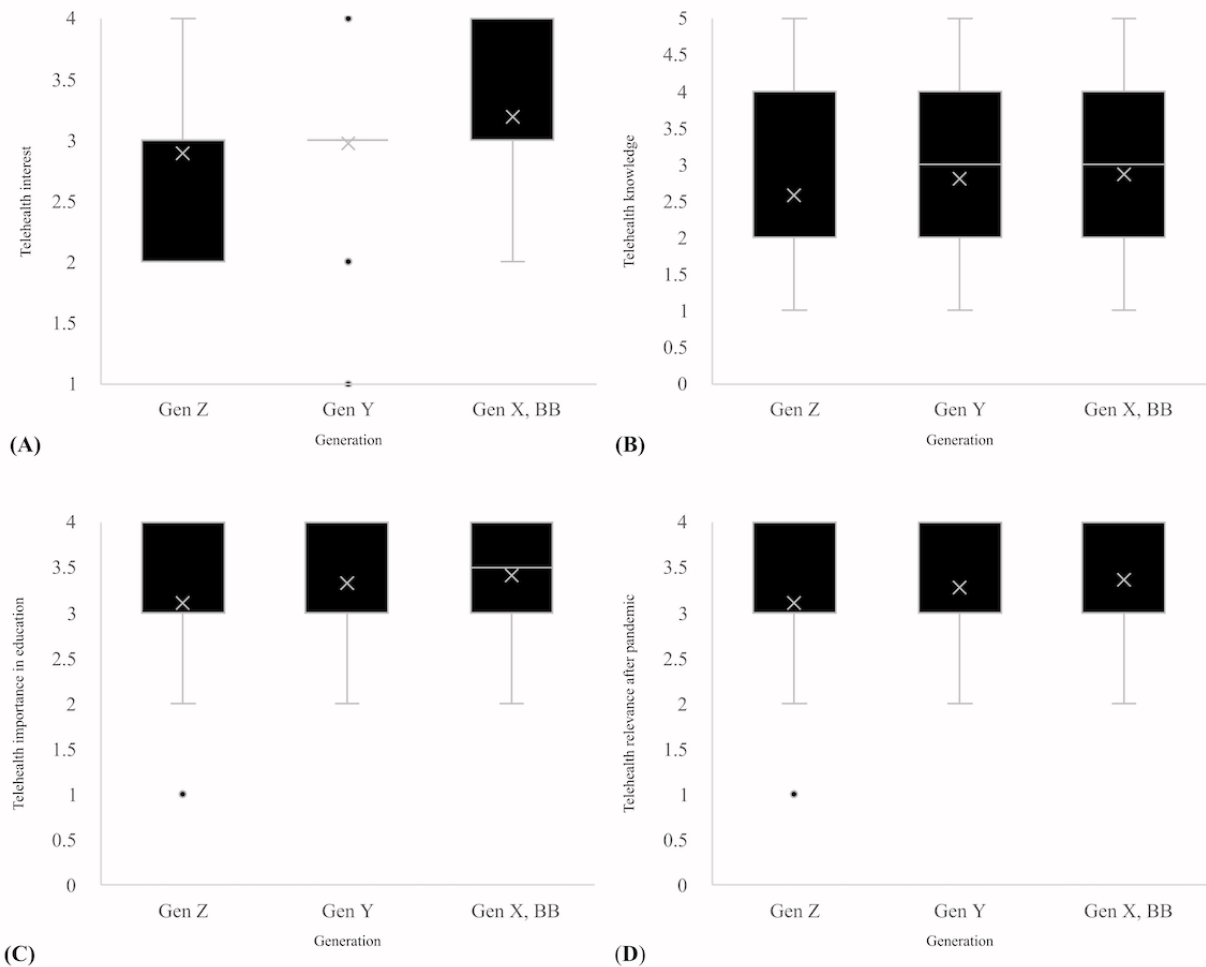 Telehealth interest
4
3.5
3
2.5
2
1.5
1
Gen Z Gen Y Gen X, BB
Generation
(A)
Telehealth knowledge
5
4.5
4
3.5
3
2.5
2
1.5
1
0.5
0
Gen Z Gen Y Gen X, BB
Generation
(B)
Telehealth importance in education
4
3.5
3
2.5
2
1.5
1
0.5
0
Gen Z Gen Y Gen X, BB
Generation
(C)
Telehealth relevance after pandemic
4
3.5
3
2.5
2
1.5
1
0.5
0
Gen Z Gen Y Gen X, BB
Generation
(D)